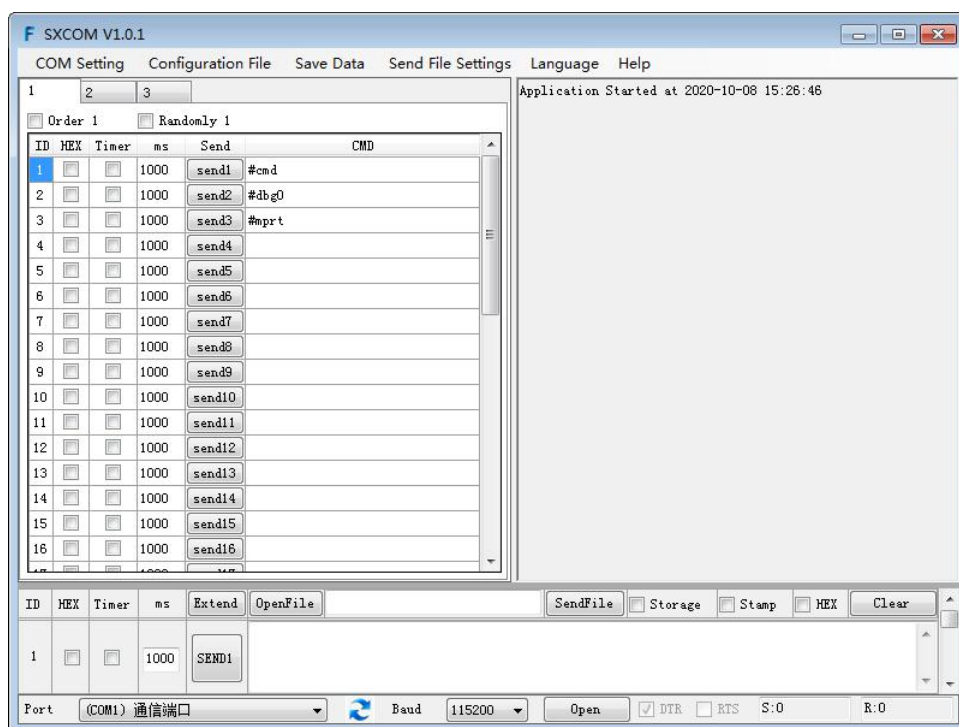 F SXCOM V1.0.1
COM Setting Configuration File Save Data Send File Settings Language Help
1 2 3
Order 1 Randomly 1
ID HEX Timer ms Send CMD
1 1000 send1 #cmd
2 1000 send2 #dbg0
3 1000 send3 #mprt
4 1000 send4
5 1000 send5
6 1000 send6
7 1000 send7
8 1000 send8
9 1000 send9
10 1000 send10
11 1000 send11
12 1000 send12
13 1000 send13
14 1000 send14
15 1000 send15
16 1000 send16
Application Started at 2020-10-08 15:26:46
ID HEX Timer ms Extend OpenFile SendFile Storage Stamp HEX Clear
1 1000 SEND1
Port (COM1) 通信端口 Baud 115200 Open DTR RTS S:0 R:0